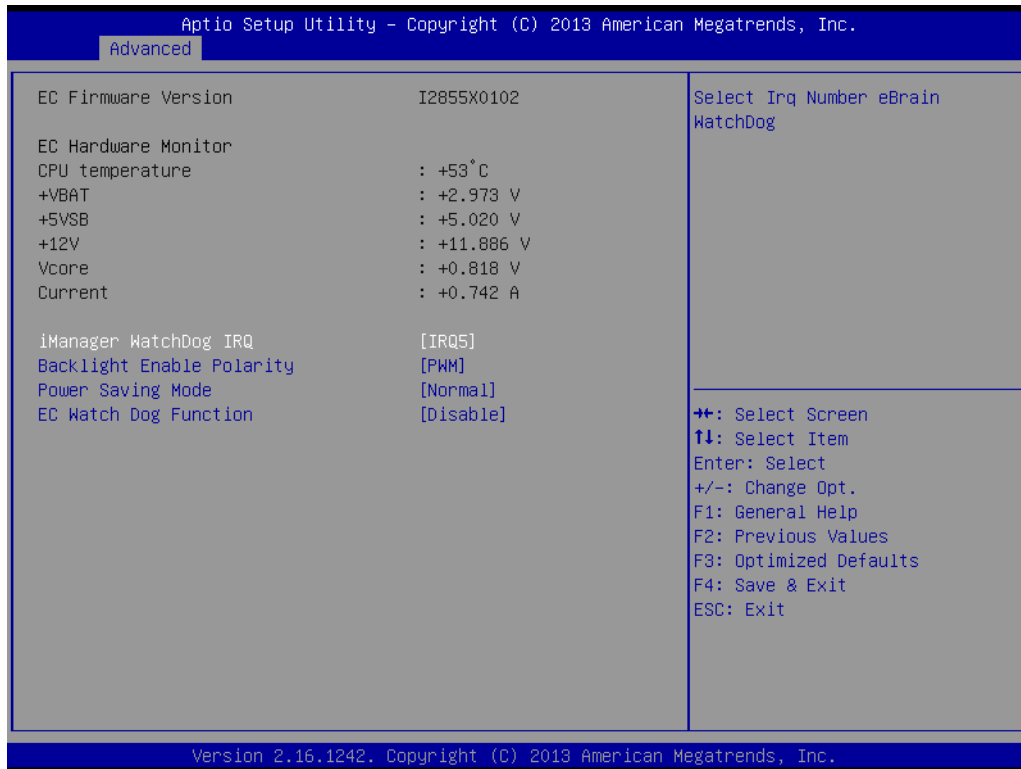 Aptio Setup Utility – Copyright (C) 2013 American Megatrends, Inc.
Advanced
EC Firmware Version I2855X0102
EC Hardware Monitor
CPU temperature : +53°C
+VBAT : +2.973 V
+5VSB : +5.020 V
+12V : +11.886 V
Vcore : +0.818 V
Current : +0.742 A
iManager WatchDog IRQ [IRQ5]
Backlight Enable Polarity [PWM]
Power Saving Mode [Normal]
EC Watch Dog Function [Disable]
Select Irq Number eBrain
WatchDog
→←: Select Screen
↑↓: Select Item
Enter: Select
+/-: Change Opt.
F1: General Help
F2: Previous Values
F3: Optimized Defaults
F4: Save & Exit
ESC: Exit
Version 2.16.1242. Copyright (C) 2013 American Megatrends, Inc.